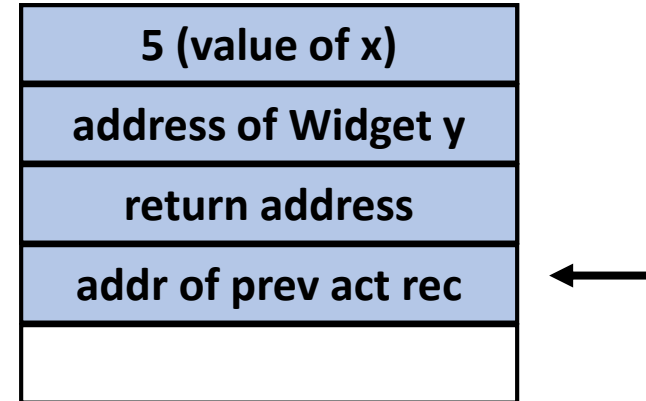 5 (value of x)
address of Widget y
return address
addr of prev act rec